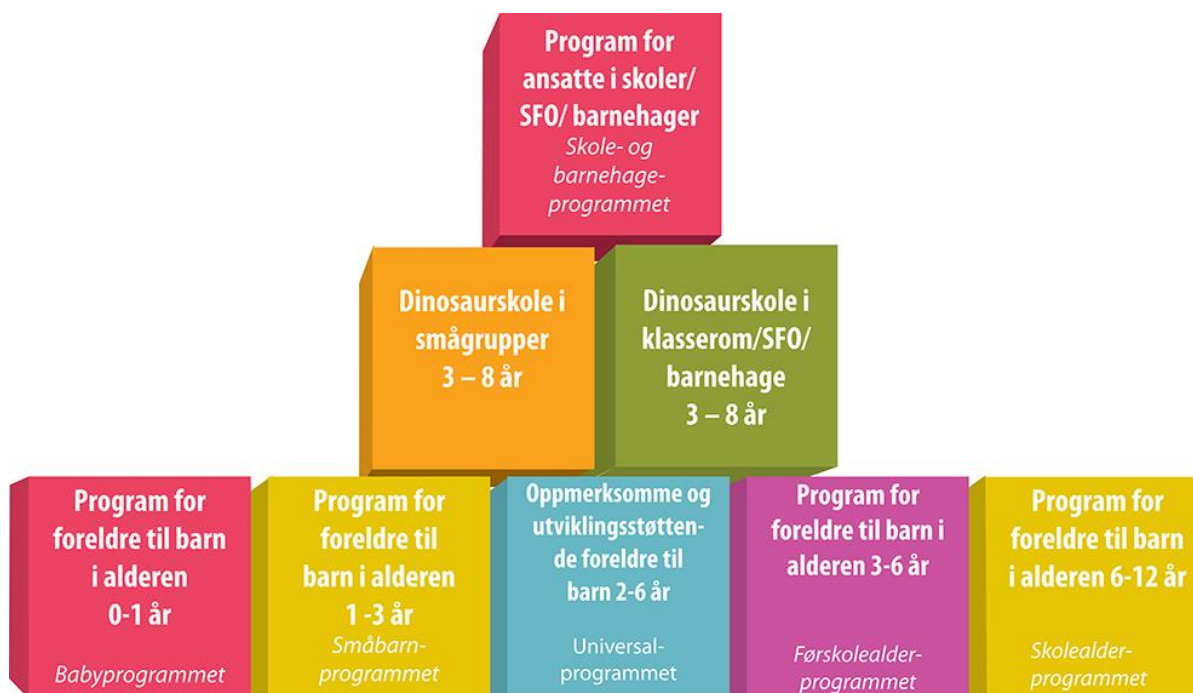 Program for
ansatte i skoler/
SFO/ barnehager
Skole- og
barnehage-
programmet
Dinosaurskole i
smågrupper
3 – 8 år
Dinosaurskole i
klasserom/SFO/
barnehage
3 – 8 år
Program for
foreldre til barn
i alderen
0-1 år
Babyprogrammet
Program for
foreldre til
barn i alderen
1 -3 år
Småbarn-
programmet
Oppmerksomme og
utviklingsstøtten-
de foreldre til
barn 2-6 år
Universal-
programmet
Program for
foreldre til barn i
alderen 3-6 år
Førskolealder-
programmet
Program for
foreldre til barn
i alderen 6-12 år
Skolealder-
programmet